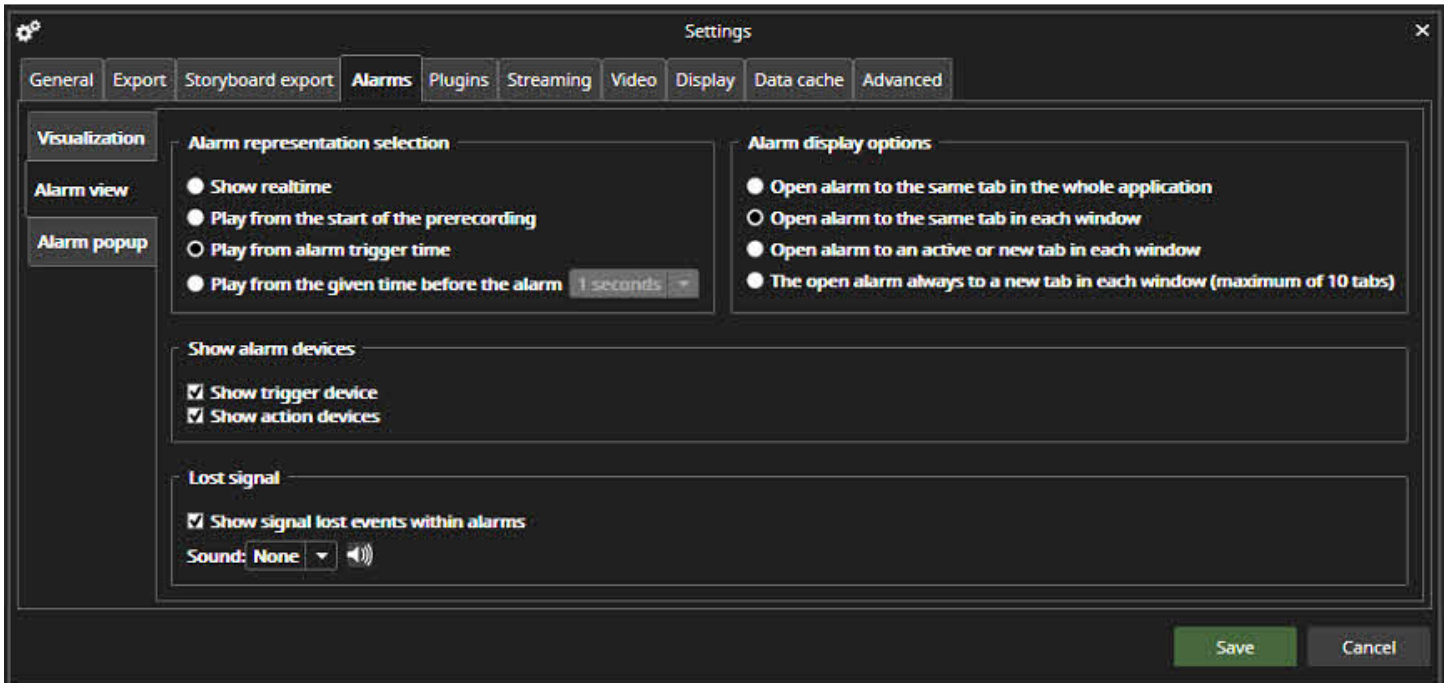 Settings
General Export Storyboard export Alarms Plugins Streaming Video Display Data cache Advanced
Visualization
Alarm view
Alarm popup
Alarm representation selection
Show realtime
Play from the start of the prerecording
Play from alarm trigger time
Play from the given time before the alarm 1 seconds
Alarm display options
Open alarm to the same tab in the whole application
Open alarm to the same tab in each window
Open alarm to an active or new tab in each window
The open alarm always to a new tab in each window (maximum of 10 tabs)
Show alarm devices
Show trigger device
Show action devices
Lost signal
Show signal lost events within alarms
Sound: None
Save Cancel